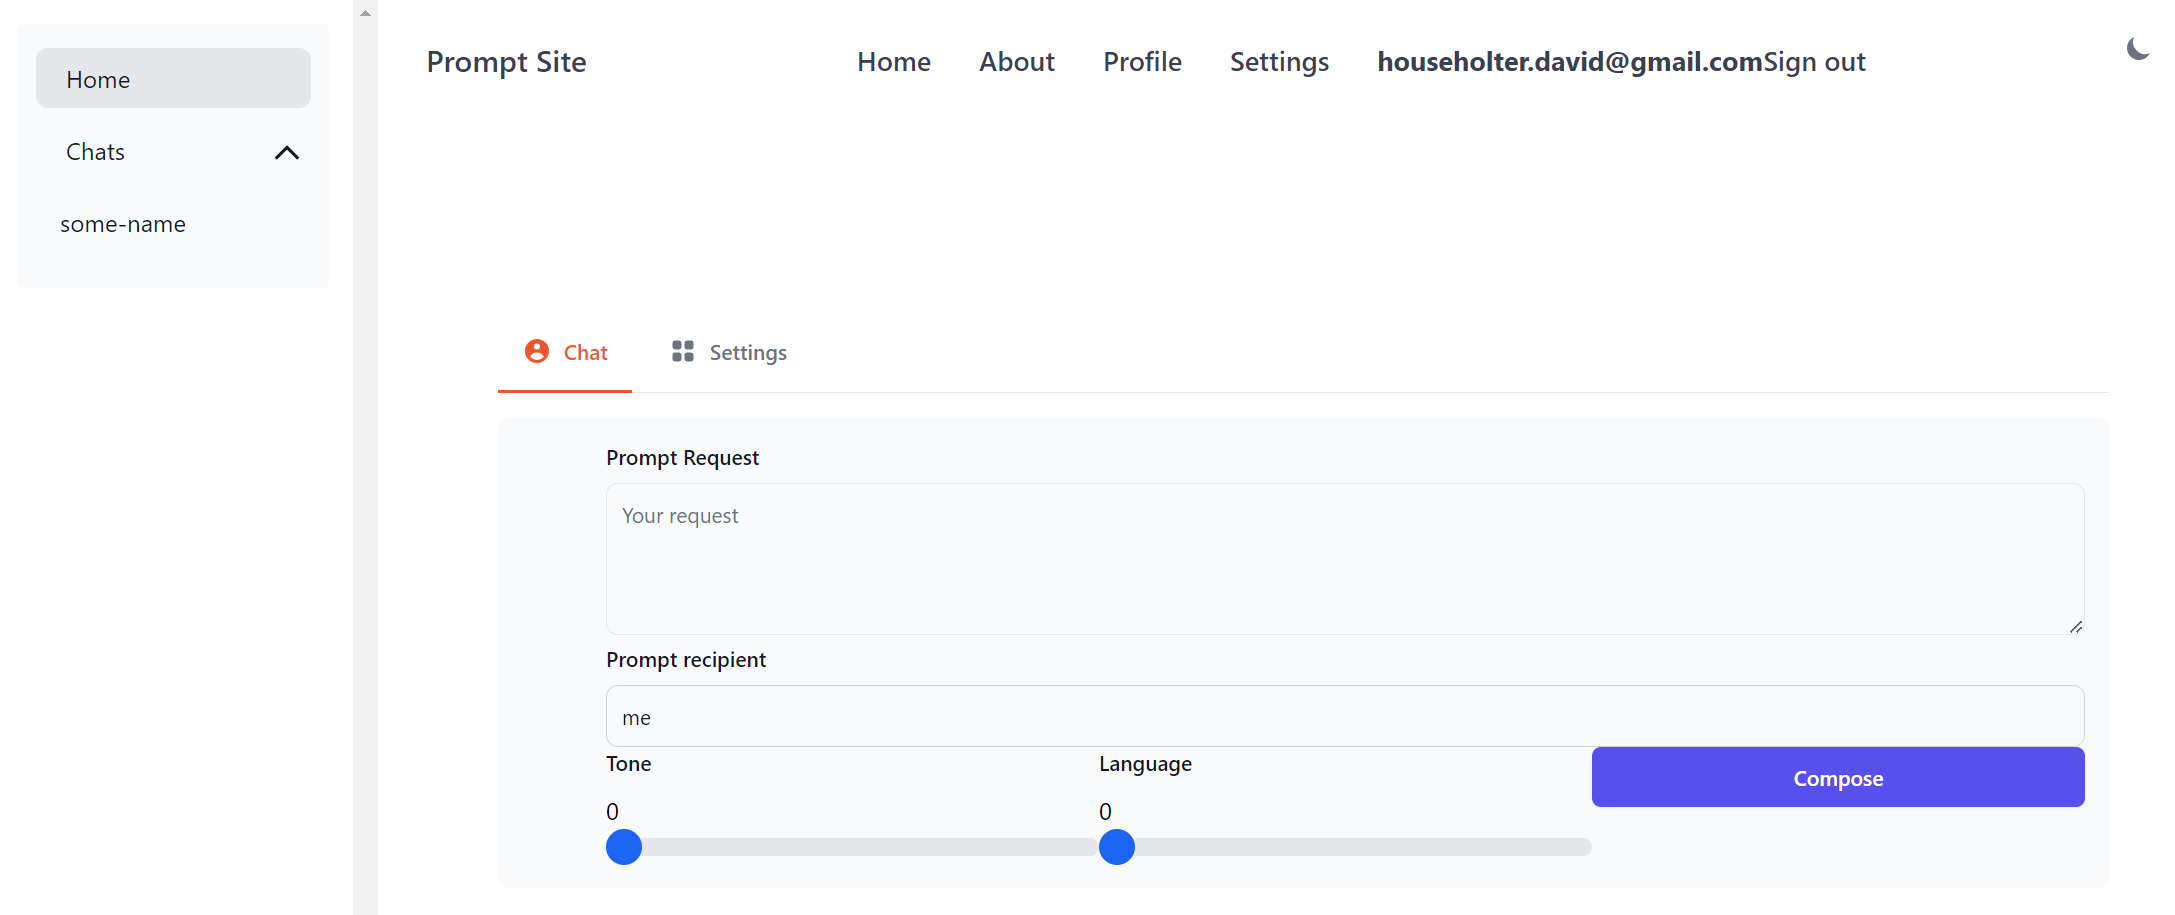 Home
Chats
some-name
Prompt Site
Home About Profile Settings householter.david@gmail.comSign out
Chat Settings
Prompt Request
Your request
Prompt recipient
me
Tone Language Compose
0 0